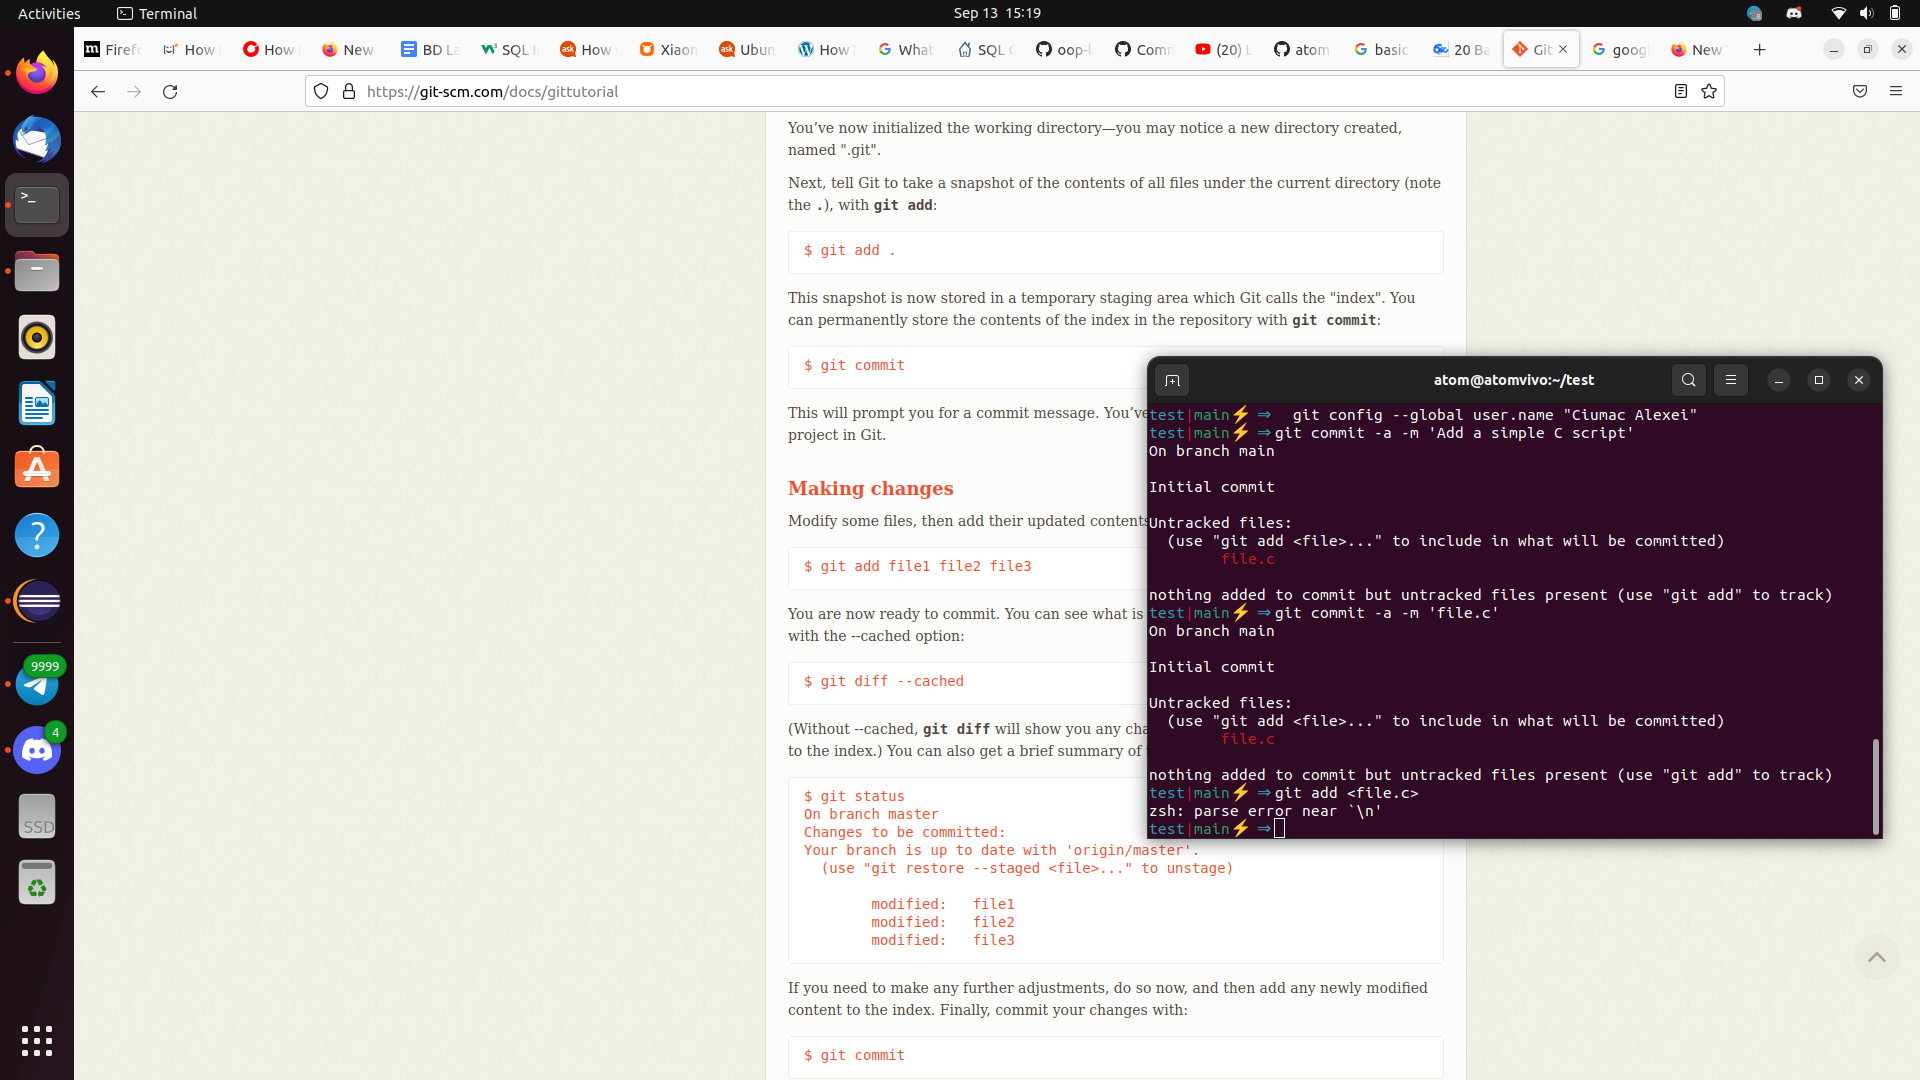 Activities
Terminal
Sep 13 15:19
Firefo
How
How
New
BD La
SQL
How
Xiaom
Ubun
How
What
SQL
oop-l
Comm
(20) L
atom
basic
20 Ba
Git
goog
New
https://git-scm.com/docs/gittutorial
You’ve now initialized the working directory—you may notice a new directory created,
named ".git".
Next, tell Git to take a snapshot of the contents of all files under the current directory (note
the .), with git add:
$ git add .
This snapshot is now stored in a temporary staging area which Git calls the "index". You
can permanently store the contents of the index in the repository with git commit:
$ git commit
This will prompt you for a commit message. You’ve
project in Git.
Making changes
Modify some files, then add their updated contents
$ git add file1 file2 file3
You are now ready to commit. You can see what is
with the --cached option:
$ git diff --cached
(Without --cached, git diff will show you any cha
to the index.) You can also get a brief summary of
$ git status
On branch master
Changes to be committed:
Your branch is up to date with 'origin/master'.
(use "git restore --staged <file>..." to unstage)
modified: file1
modified: file2
modified: file3
If you need to make any further adjustments, do so now, and then add any newly modified
content to the index. Finally, commit your changes with:
$ git commit
atom@atomvivo:~/test
test|main⚡ ⇒ git config --global user.name "Ciumac Alexei"
test|main⚡ ⇒git commit -a -m 'Add a simple C script'
On branch main
Initial commit
Untracked files:
(use "git add <file>..." to include in what will be committed)
file.c
nothing added to commit but untracked files present (use "git add" to track)
test|main⚡ ⇒git commit -a -m 'file.c'
On branch main
Initial commit
Untracked files:
(use "git add <file>..." to include in what will be committed)
file.c
nothing added to commit but untracked files present (use "git add" to track)
test|main⚡ ⇒git add <file.c>
zsh: parse error near `\n'
test|main⚡ ⇒
9999
4
SSD